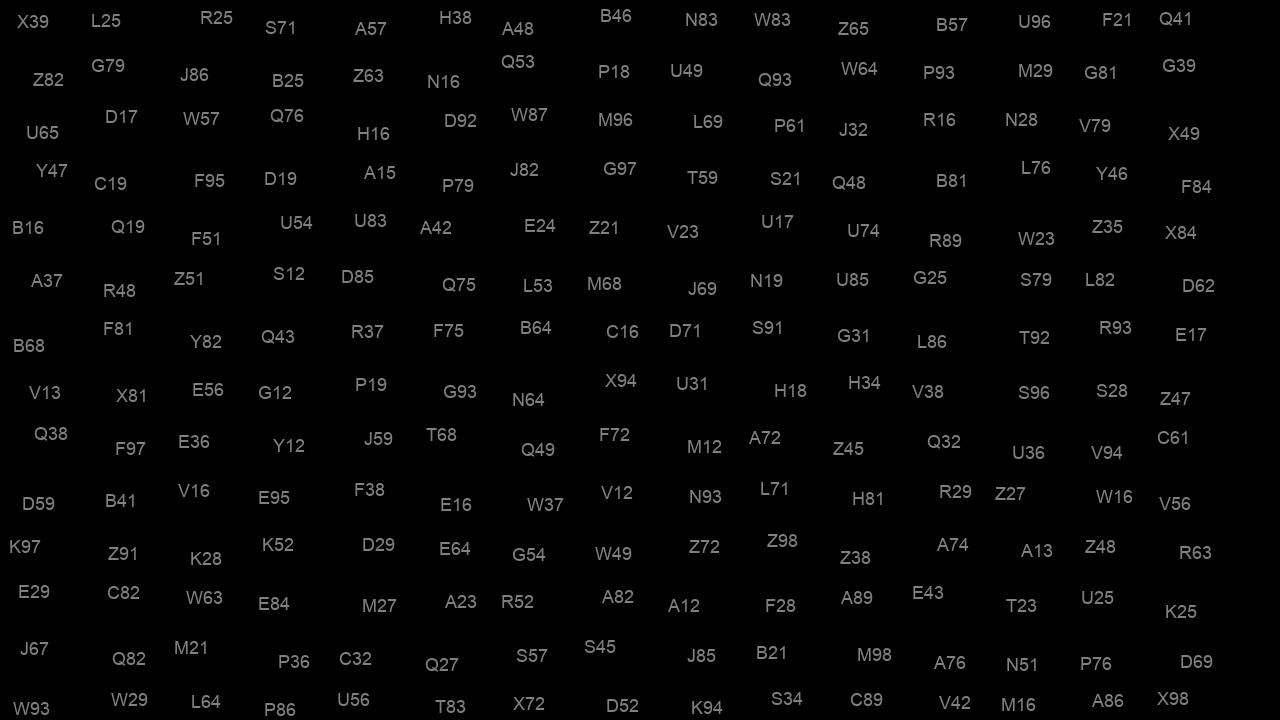 X39 L25 R25 S71 A57 H38 A48 B46 N83 W83 Z65 B57 U96 F21 Q41
Z82 G79 J86 B25 Z63 N16 Q53 P18 U49 Q93 W64 P93 M29 G81 G39
U65 D17 W57 Q76 H16 D92 W87 M96 L69 P61 J32 R16 N28 V79 X49
Y47 C19 F95 D19 A15 P79 J82 G97 T59 S21 Q48 B81 L76 Y46 F84
B16 Q19 F51 U54 U83 A42 E24 Z21 V23 U17 U74 R89 W23 Z35 X84
A37 R48 Z51 S12 D85 Q75 L53 M68 J69 N19 U85 G25 S79 L82 D62
B68 F81 Y82 Q43 R37 F75 B64 C16 D71 S91 G31 L86 T92 R93 E17
V13 X81 E56 G12 P19 G93 N64 X94 U31 H18 H34 V38 S96 S28 Z47
Q38 F97 E36 Y12 J59 T68 Q49 F72 M12 A72 Z45 Q32 U36 V94 C61
D59 B41 V16 E95 F38 E16 W37 V12 N93 L71 H81 R29 Z27 W16 V56
K97 Z91 K28 K52 D29 E64 G54 W49 Z72 Z98 Z38 A74 A13 Z48 R63
E29 C82 W63 E84 M27 A23 R52 A82 A12 F28 A89 E43 T23 U25 K25
J67 Q82 M21 P36 C32 Q27 S57 S45 J85 B21 M98 A76 N51 P76 D69
W93 W29 L64 P86 U56 T83 X72 D52 K94 S34 C89 V42 M16 A86 X98